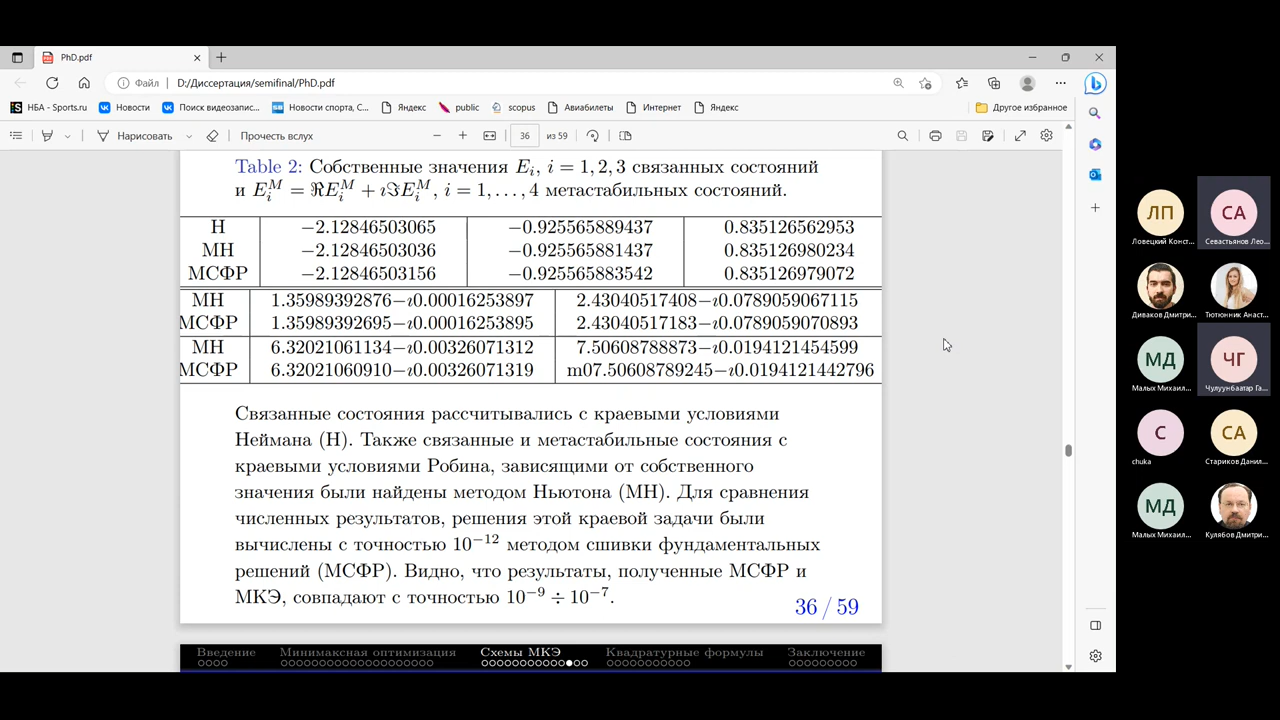 PhD.pdf
Файл D:/Диссертация/semifinal/PhD.pdf
НБА - Sports.ru Новости Поиск видеозапис... Новости спорта, С... Яндекс public scopus Авиабилеты Интернет Яндекс Другое избранное
Нарисовать Прочесть вслух 36 из 59
Table 2: Собственные значения E_i, i = 1, 2, 3 связанных состояний
и E_i^M = ℜE_i^M + ıℑE_i^M, i = 1, . . . , 4 метастабильных состояний.
Н −2.12846503065 −0.925565889437 0.835126562953
МН −2.12846503036 −0.925565881437 0.835126980234
МСФР −2.12846503156 −0.925565883542 0.835126979072
МН 1.35989392876−ı0.00016253897 2.43040517408−ı0.0789059067115
МСФР 1.35989392695−ı0.00016253895 2.43040517183−ı0.0789059070893
МН 6.32021061134−ı0.00326071312 7.50608788873−ı0.0194121454599
МСФР 6.32021060910−ı0.00326071319 m07.50608789245−ı0.0194121442796
Связанные состояния рассчитывались с краевыми условиями
Неймана (Н). Также связанные и метастабильные состояния с
краевыми условиями Робина, зависящими от собственного
значения были найдены методом Ньютона (МН). Для сравнения
численных результатов, решения этой краевой задачи были
вычислены с точностью 10^−12 методом сшивки фундаментальных
решений (МСФР). Видно, что результаты, полученные МСФР и
МКЭ, совпадают с точностью 10^−9 ÷ 10^−7.
36 / 59
Введение Минимаксная оптимизация Схемы МКЭ Квадратурные формулы Заключение
ЛП СА
Ловецкий Конст... Севастьянов Лео...
Диваков Дмитри... Тютюнник Анаст...
МД ЧГ
Малых Михаил... Чулуунбаатар Га...
C СА
chuka Стариков Данил...
МД
Малых Михаил... Кулябов Дмитри...